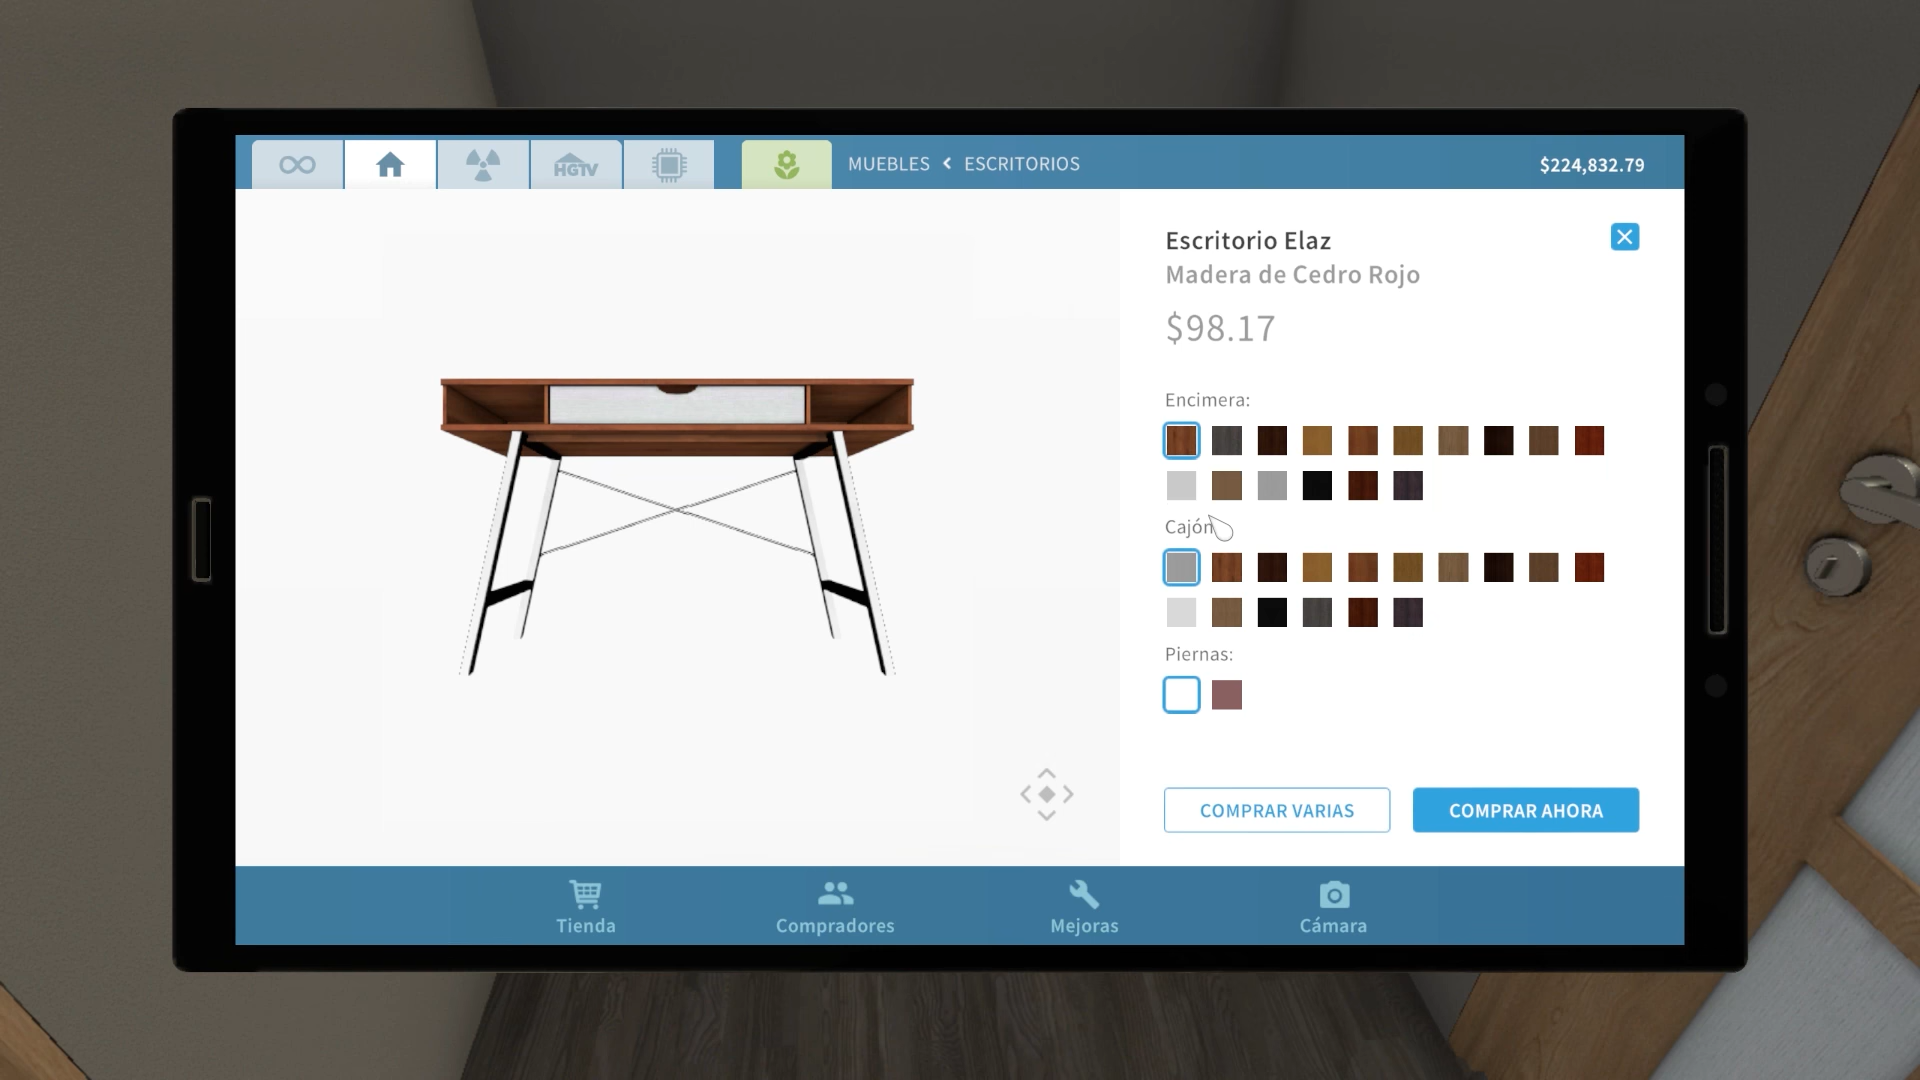 HGTV
MUEBLES < ESCRITORIOS
$224,832.79
Escritorio Elaz
Madera de Cedro Rojo
$98.17
Encimera:
Cajón
Piernas:
COMPRAR VARIAS
COMPRAR AHORA
Tienda
Compradores
Mejoras
Cámara